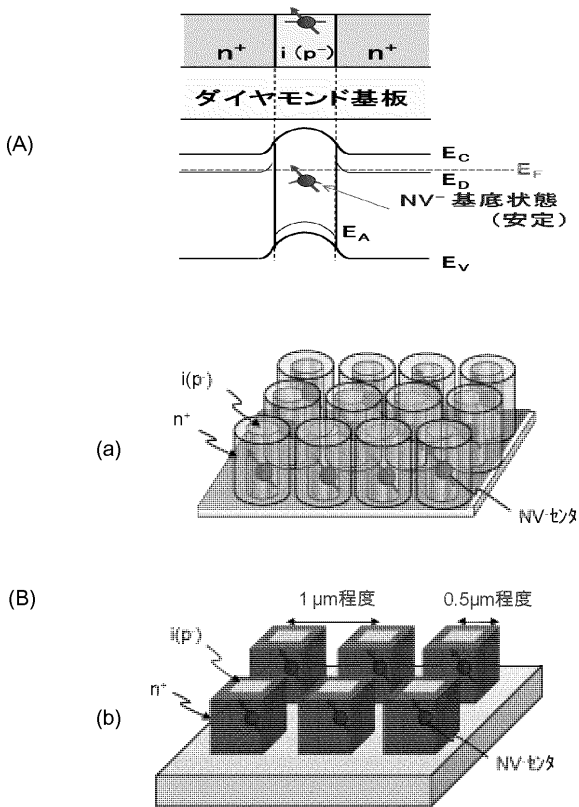 n⁺ i (p⁻) n⁺
ダイヤモンド基板
(A)
E_C
E_F
E_D
NV⁻ 基底状態
(安定)
E_A
E_V
i(p⁻)
n⁺
(a)
NV⁻センタ
(B)
1 μm程度 0.5μm程度
i(p⁻)
n⁺
(b)
NV⁻センタ